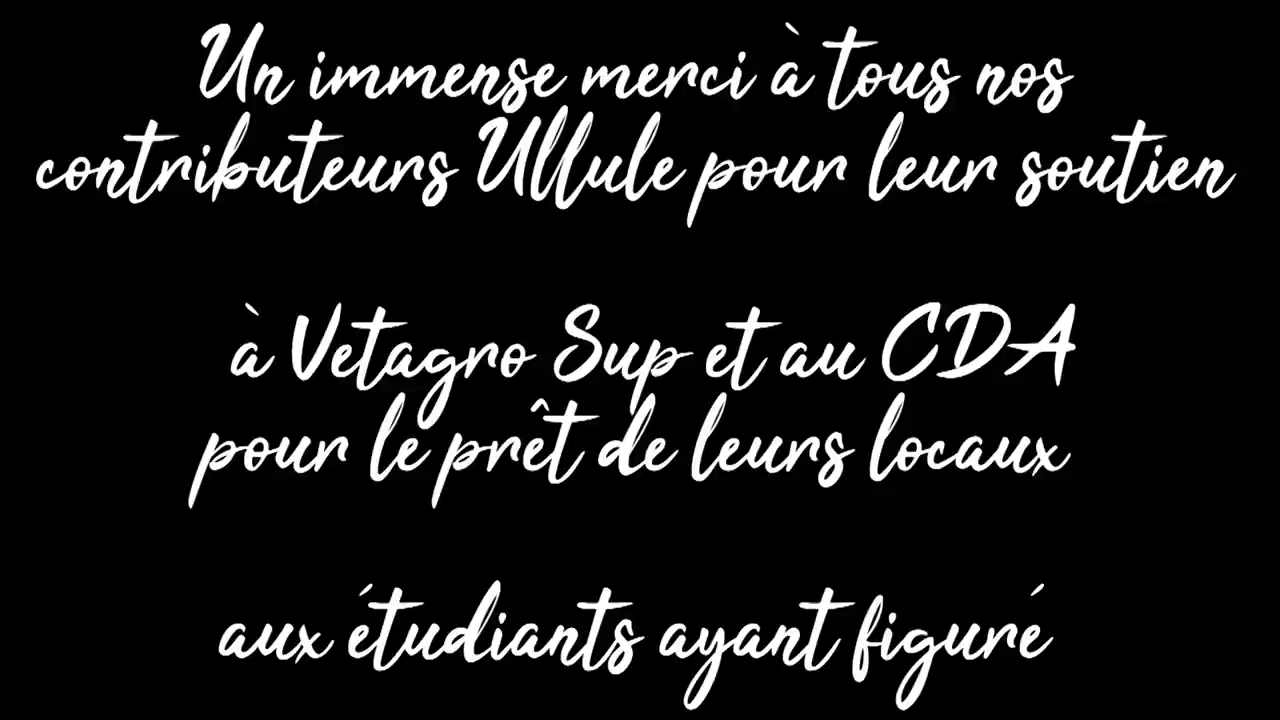 Un immense merci à tous nos
contributeurs Ullule pour leur soutien
à Vetagro Sup et au CDA
pour le prêt de leurs locaux
aux étudiants ayant figuré